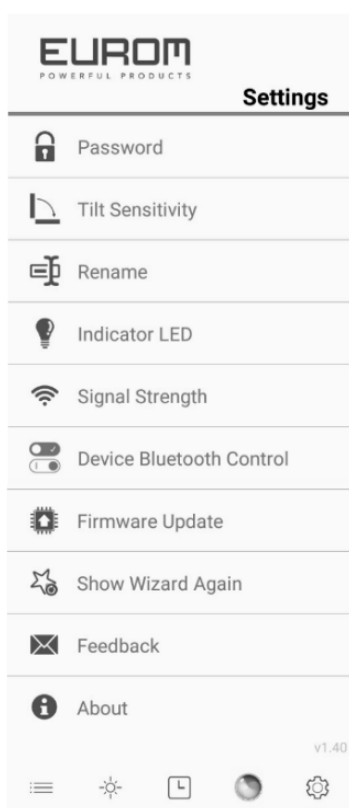 EUROM
POWERFUL PRODUCTS
Settings
Password
Tilt Sensitivity
Rename
Indicator LED
Signal Strength
Device Bluetooth Control
Firmware Update
Show Wizard Again
Feedback
About
v1.40